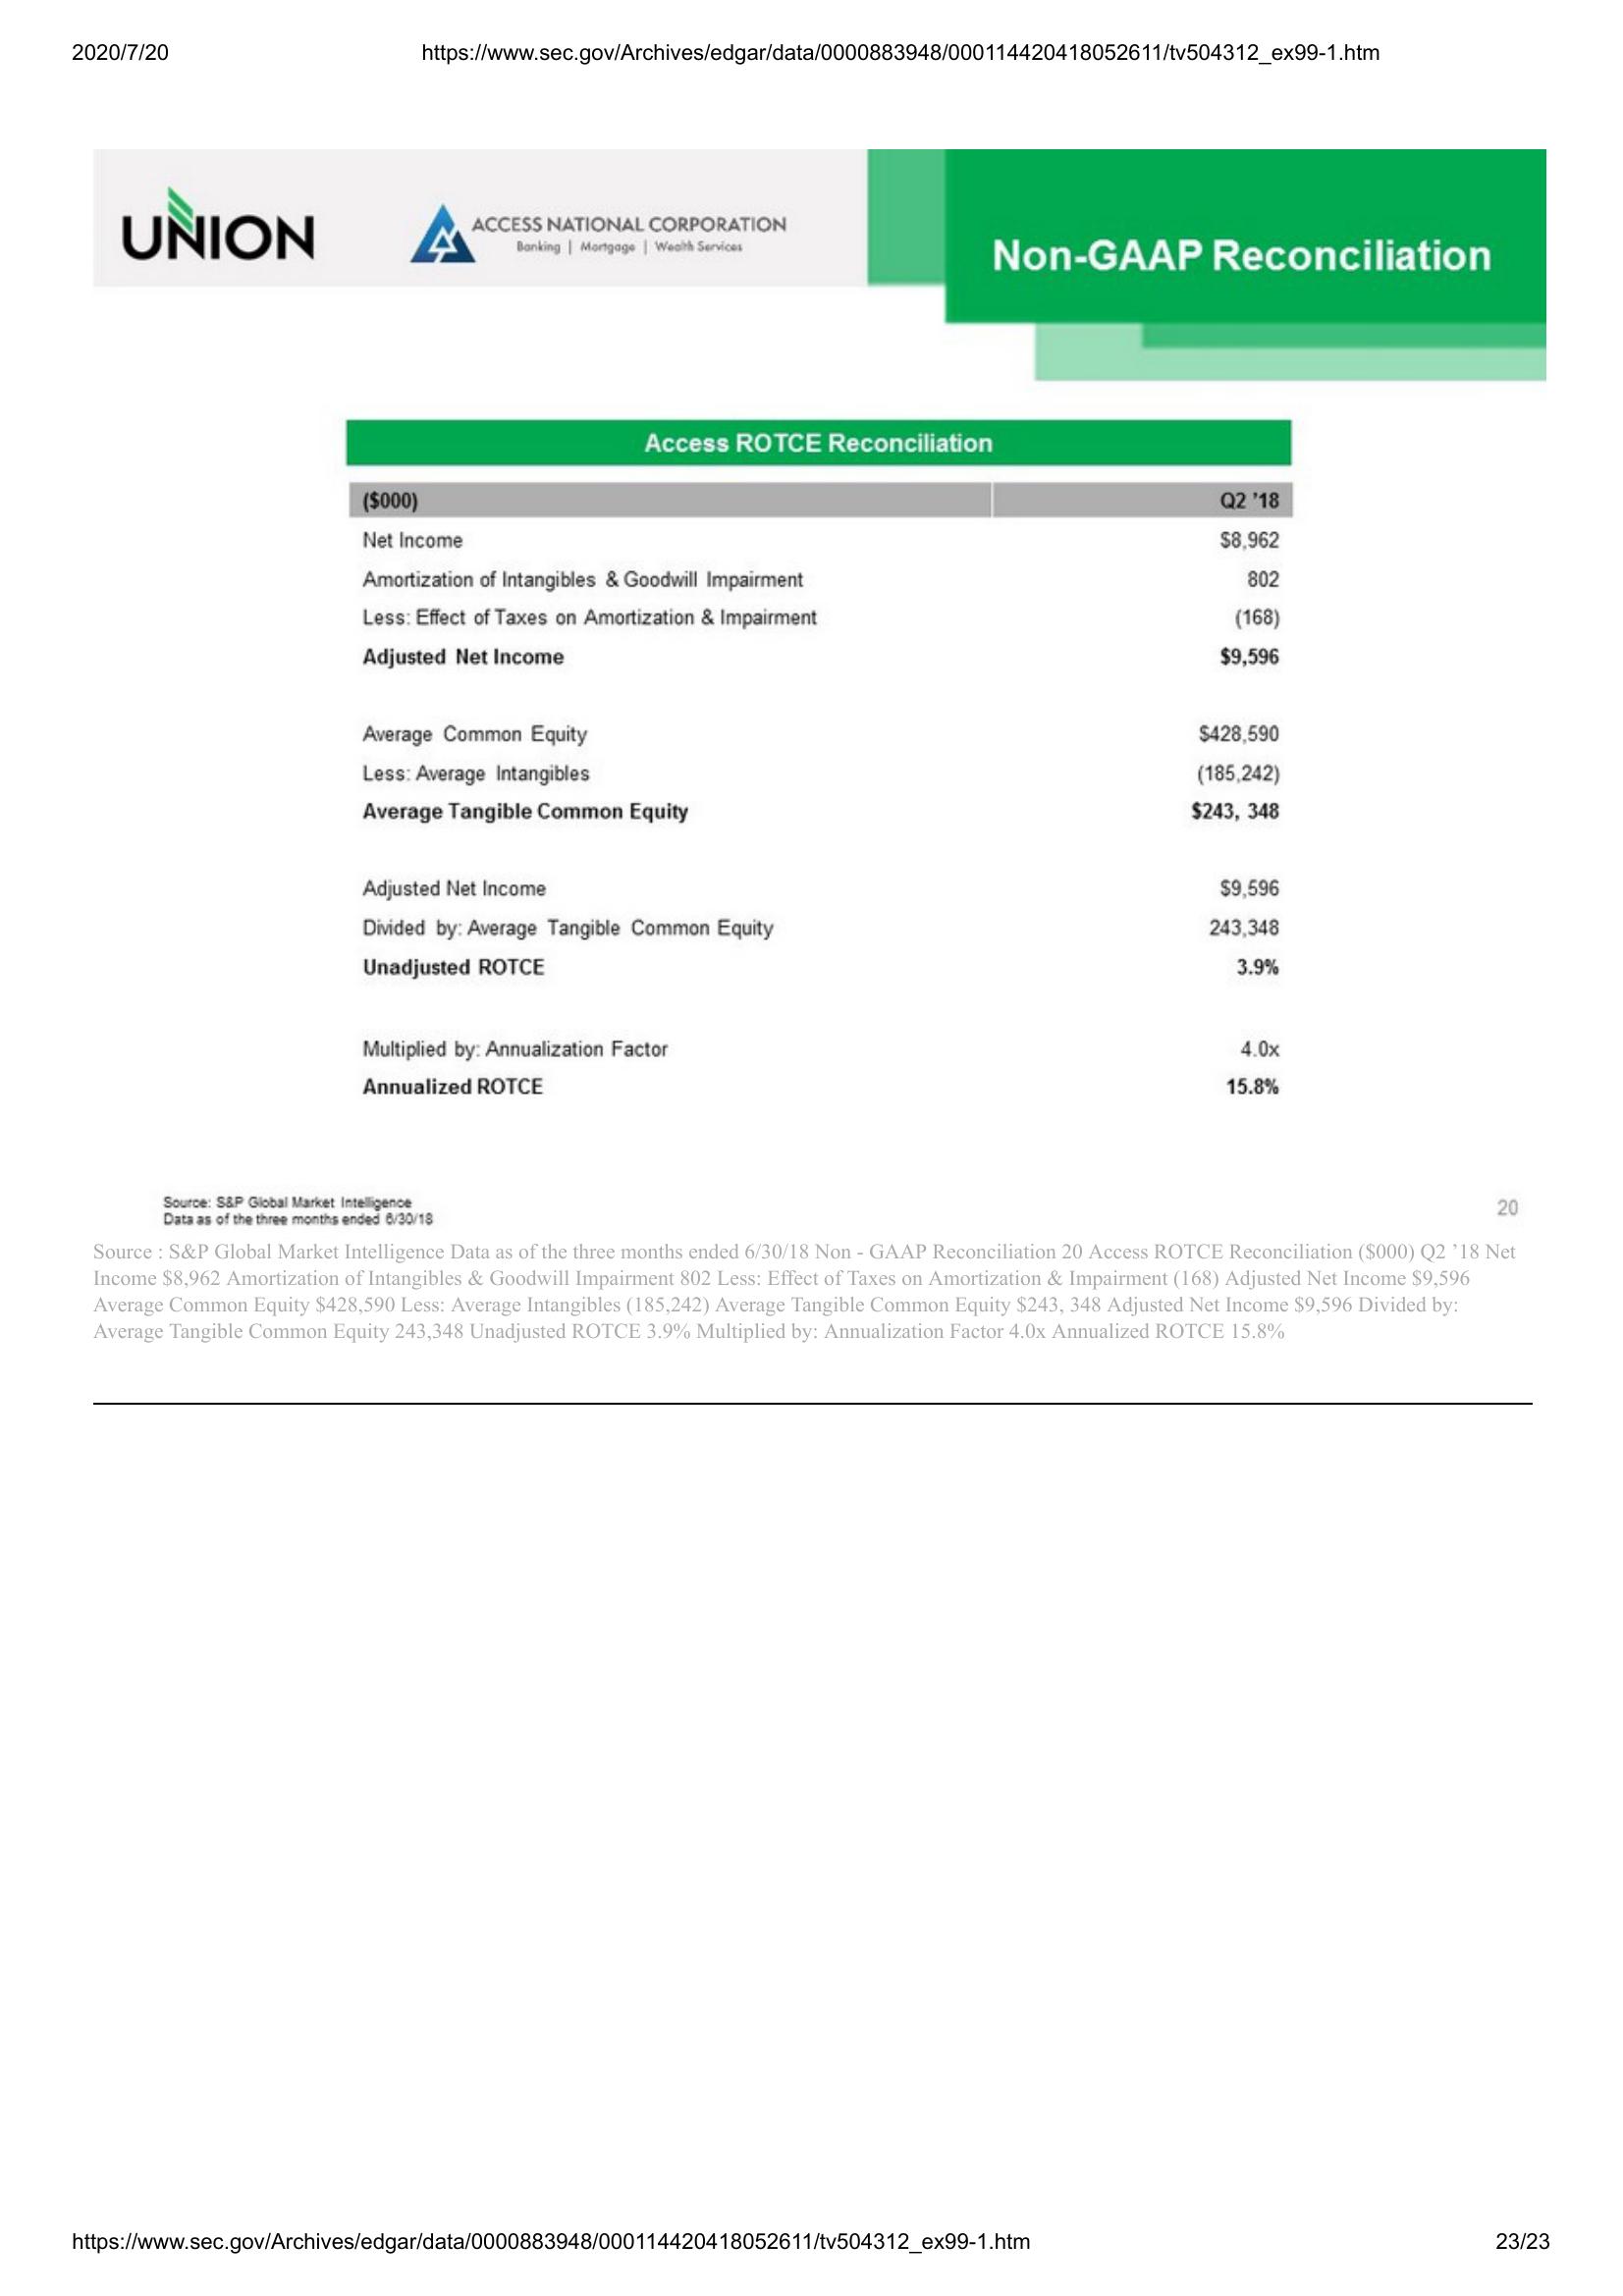 2020/7/20 https://www.sec.gov/Archives/edgar/data/0000883948/000114420418052611/tv504312_ex99-1.htm
UNION
ACCESS NATIONAL CORPORATION
Banking | Mortgage | Wealth Services
Non-GAAP Reconciliation
Access ROTCE Reconciliation
($000) Q2 ’18
Net Income $8,962
Amortization of Intangibles & Goodwill Impairment 802
Less: Effect of Taxes on Amortization & Impairment (168)
Adjusted Net Income $9,596
Average Common Equity $428,590
Less: Average Intangibles (185,242)
Average Tangible Common Equity $243, 348
Adjusted Net Income $9,596
Divided by: Average Tangible Common Equity 243,348
Unadjusted ROTCE 3.9%
Multiplied by: Annualization Factor 4.0x
Annualized ROTCE 15.8%
Source: S&P Global Market Intelligence
Data as of the three months ended 6/30/18
20
Source : S&P Global Market Intelligence Data as of the three months ended 6/30/18 Non - GAAP Reconciliation 20 Access ROTCE Reconciliation ($000) Q2 ’18 Net
Income $8,962 Amortization of Intangibles & Goodwill Impairment 802 Less: Effect of Taxes on Amortization & Impairment (168) Adjusted Net Income $9,596
Average Common Equity $428,590 Less: Average Intangibles (185,242) Average Tangible Common Equity $243, 348 Adjusted Net Income $9,596 Divided by:
Average Tangible Common Equity 243,348 Unadjusted ROTCE 3.9% Multiplied by: Annualization Factor 4.0x Annualized ROTCE 15.8%
https://www.sec.gov/Archives/edgar/data/0000883948/000114420418052611/tv504312_ex99-1.htm 23/23